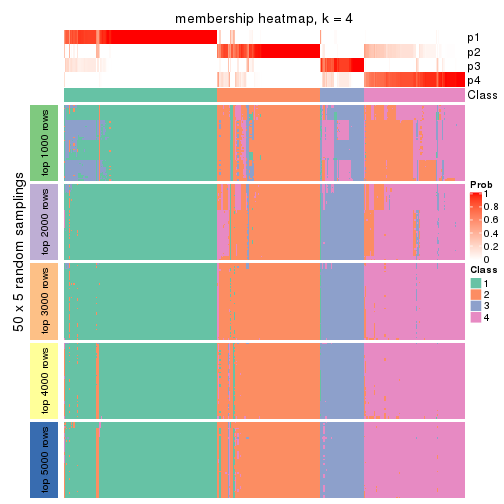 membership heatmap, k = 4
p1
p2
p3
p4
Class
50 x 5 random samplings
top 1000 rows
top 2000 rows
top 3000 rows
top 4000 rows
top 5000 rows
Prob
1
0.8
0.6
0.4
0.2
0
Class
1
2
3
4